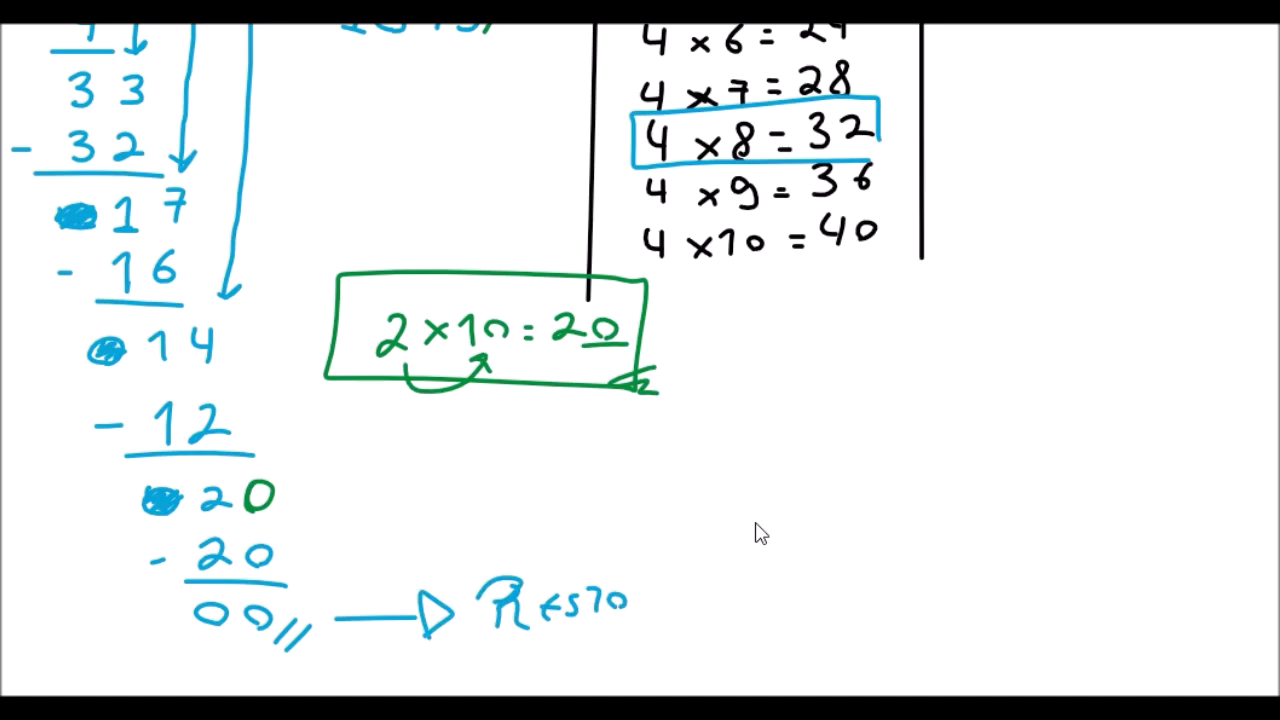 33
- 32
17
- 16
14
- 12
20
- 20
00// → Resto
4 × 7 = 28
4 × 8 = 32
4 × 9 = 36
4 × 10 = 40
2 × 10 = 20